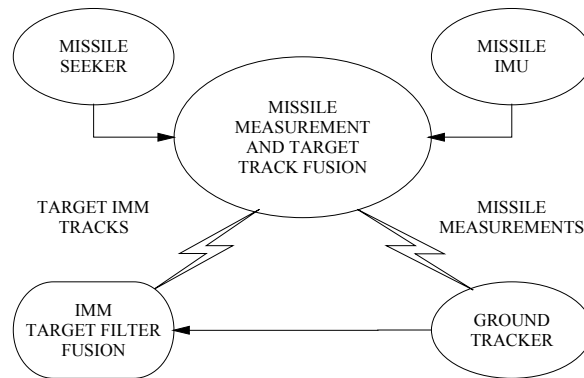 MISSILE
SEEKER
MISSILE
IMU
MISSILE
MEASUREMENT
AND TARGET
TRACK FUSION
TARGET IMM
TRACKS
MISSILE
MEASUREMENTS
IMM
TARGET FILTER
FUSION
GROUND
TRACKER